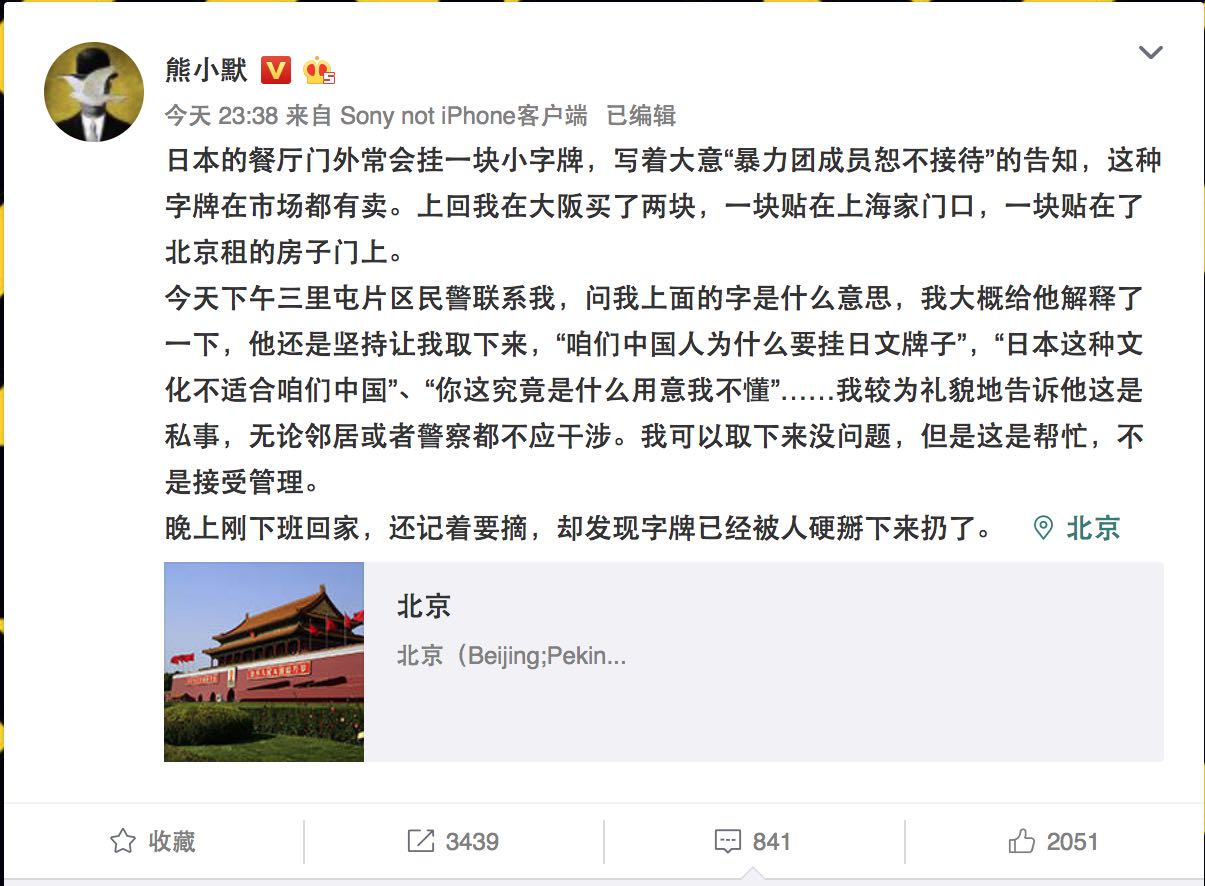 熊小默
今天 23:38 来自 Sony not iPhone客户端 已编辑
日本的餐厅门外常会挂一块小字牌，写着大意“暴力团成员恕不接待”的告知，这种
字牌在市场都有卖。上回我在大阪买了两块，一块贴在上海家门口，一块贴在了
北京租的房子门上。
今天下午三里屯片区民警联系我，问我上面的字是什么意思，我大概给他解释了
一下，他还是坚持让我取下来，“咱们中国人为什么要挂日文牌子”，“日本这种文
化不适合咱们中国”、“你这究竟是什么用意我不懂”……我较为礼貌地告诉他这是
私事，无论邻居或者警察都不应干涉。我可以取下来没问题，但是这是帮忙，不
是接受管理。
晚上刚下班回家，还记着要摘，却发现字牌已经被人硬掰下来扔了。 北京
北京
北京（Beijing;Pekin...
收藏 3439 841 2051